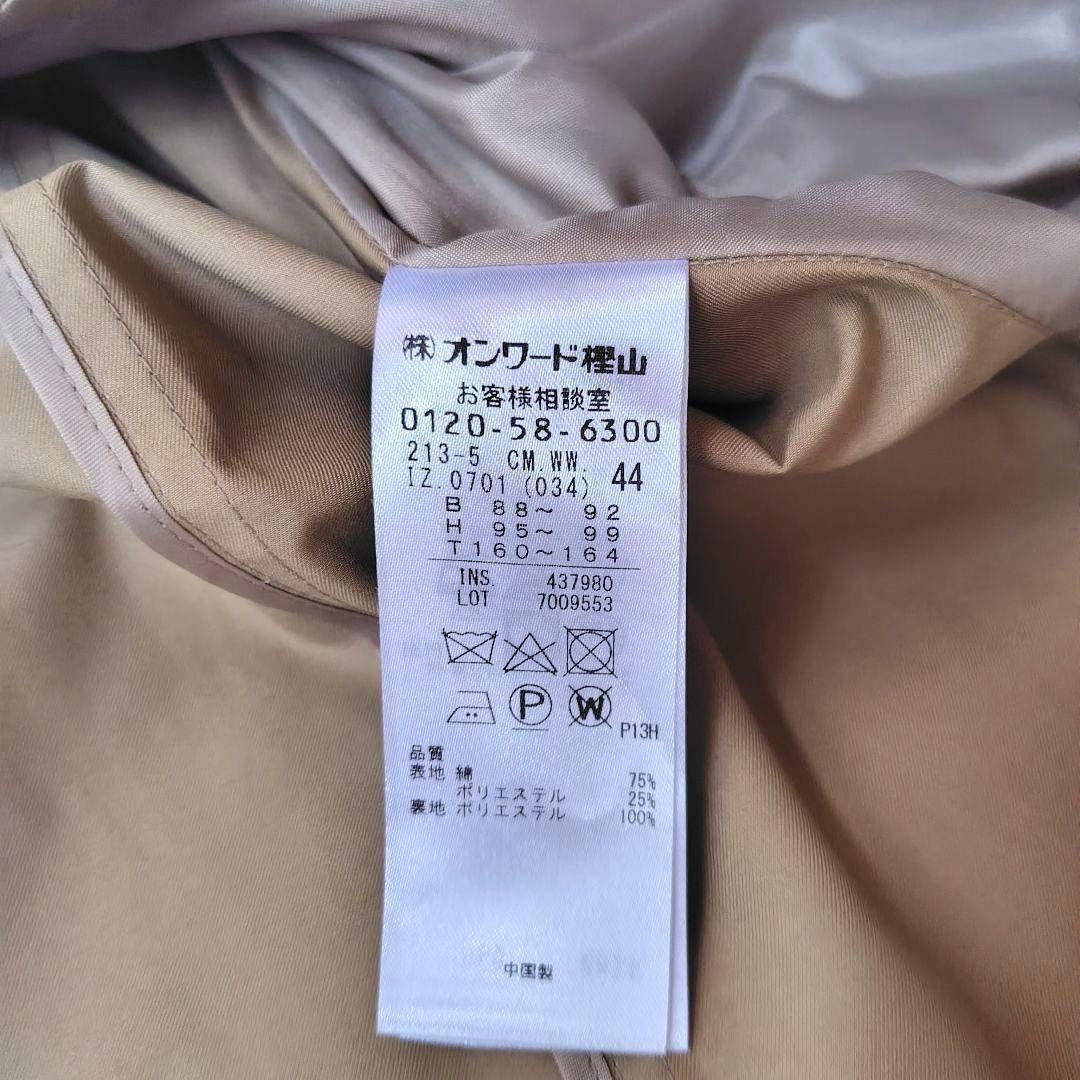 ㈱ オンワード樫山
お客様相談室
0120-58-6300
213-5 CM.WW. 44
IZ.0701 (034)
B 88～ 92
H 95～ 99
T160～164
INS. 437980
LOT 7009553
P W
P13H
品質
表地 綿 75%
ポリエステル 25%
裏地 ポリエステル 100%
中国製